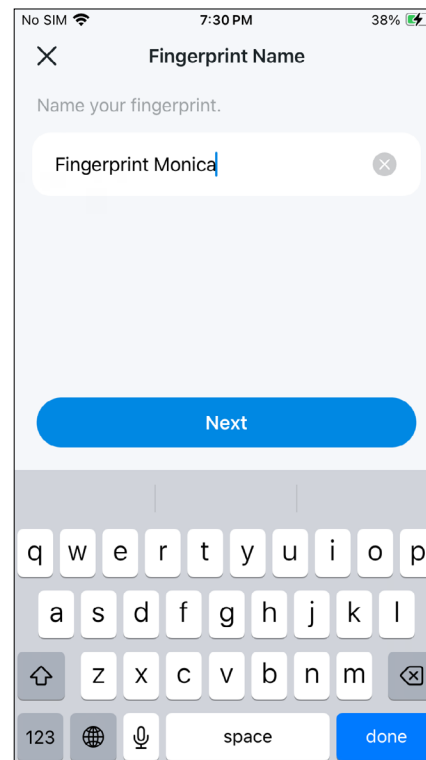 No SIM 7:30 PM 38%
Fingerprint Name
Name your fingerprint.
Fingerprint Monica
Next
q w e r t y u i o p
a s d f g h j k l
z x c v b n m
123 space done